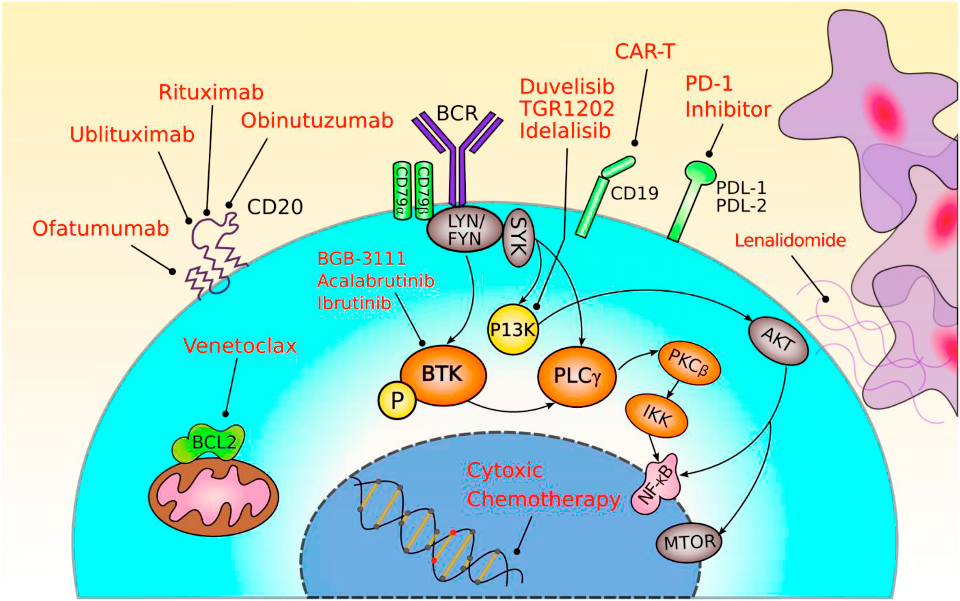 CAR-T
Rituximab
Duvelisib
TGR1202
Idelalisib
PD-1
Inhibitor
Ublituximab
Obinutuzumab
BCR
CD79α
CD79β
CD19
PDL-1
PDL-2
CD20
Ofatumumab
LYN/
FYN
SYK
Lenalidomide
BGB-3111
Acalabrutinib
Ibrutinib
P13K
AKT
Venetoclax
BTK
P
PLCγ
PKCβ
IKK
BCL2
NF-κB
Cytoxic
Chemotherapy
MTOR